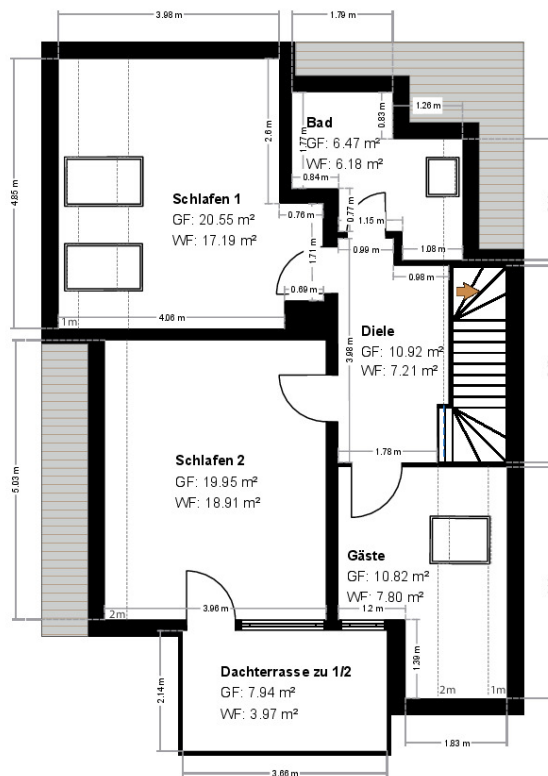 3.98 m
1.79 m
1.26 m
0.83 m
2.6 m
1.77 m
Bad
GF: 6.47 m²
WF: 6.18 m²
4.85 m
0.84 m
Schlafen 1
GF: 20.55 m²
WF: 17.19 m²
0.76 m
0.77 m
1.15 m
1.71 m
0.99 m
1.08 m
0.98 m
0.69 m
1m
4.06 m
Diele
GF: 10.92 m²
WF: 7.21 m²
3.98 m
1.78 m
5.03 m
Schlafen 2
GF: 19.95 m²
WF: 18.91 m²
Gäste
GF: 10.82 m²
WF: 7.80 m²
2m
3.96 m
1.2 m
1.39 m
Dachterrasse zu 1/2
GF: 7.94 m²
WF: 3.97 m²
2.14 m
2m
1m
1.83 m
3.66 m